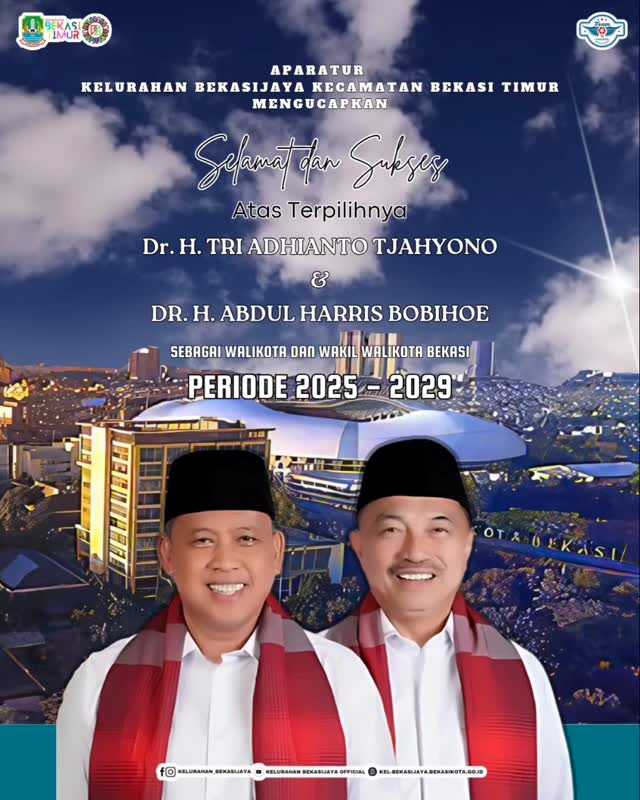 BEKASI
TIMUR
APARATUR
KELURAHAN BEKASIJAYA KECAMATAN BEKASI TIMUR
MENGUCAPKAN
Selamat dan Sukses
Atas Terpilihnya
Dr. H. TRI ADHIANTO TJAHYONO
&
DR. H. ABDUL HARRIS BOBIHOE
SEBAGAI WALIKOTA DAN WAKIL WALIKOTA BEKASI
PERIODE 2025 - 2029
KOTA BEKASI
KELURAHAN_BEKASIJAYA
KELURAHAN BEKASIJAYA OFFICIAL
KEL-BEKASIJAYA.BEKASIKOTA.GO.ID